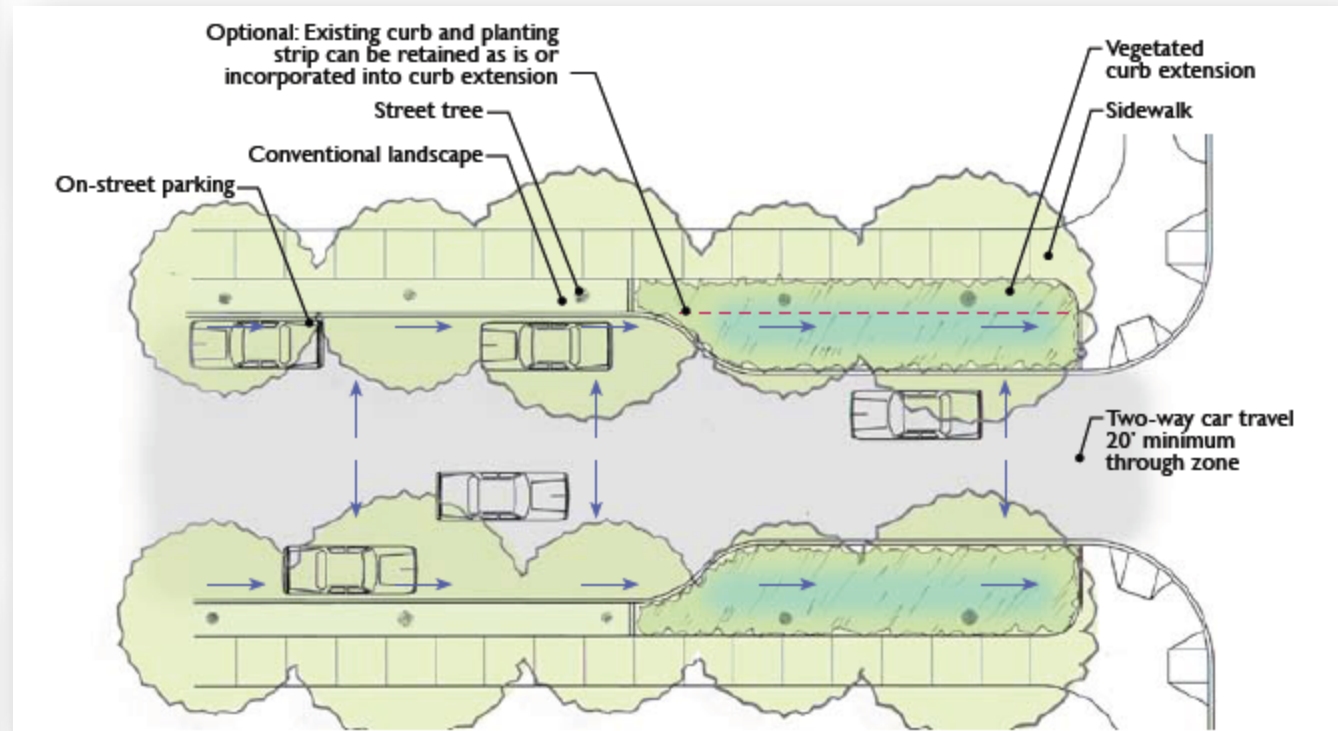 Optional: Existing curb and planting
strip can be retained as is or
incorporated into curb extension
Street tree
Conventional landscape
On-street parking
Vegetated
curb extension
Sidewalk
Two-way car travel
20' minimum
through zone